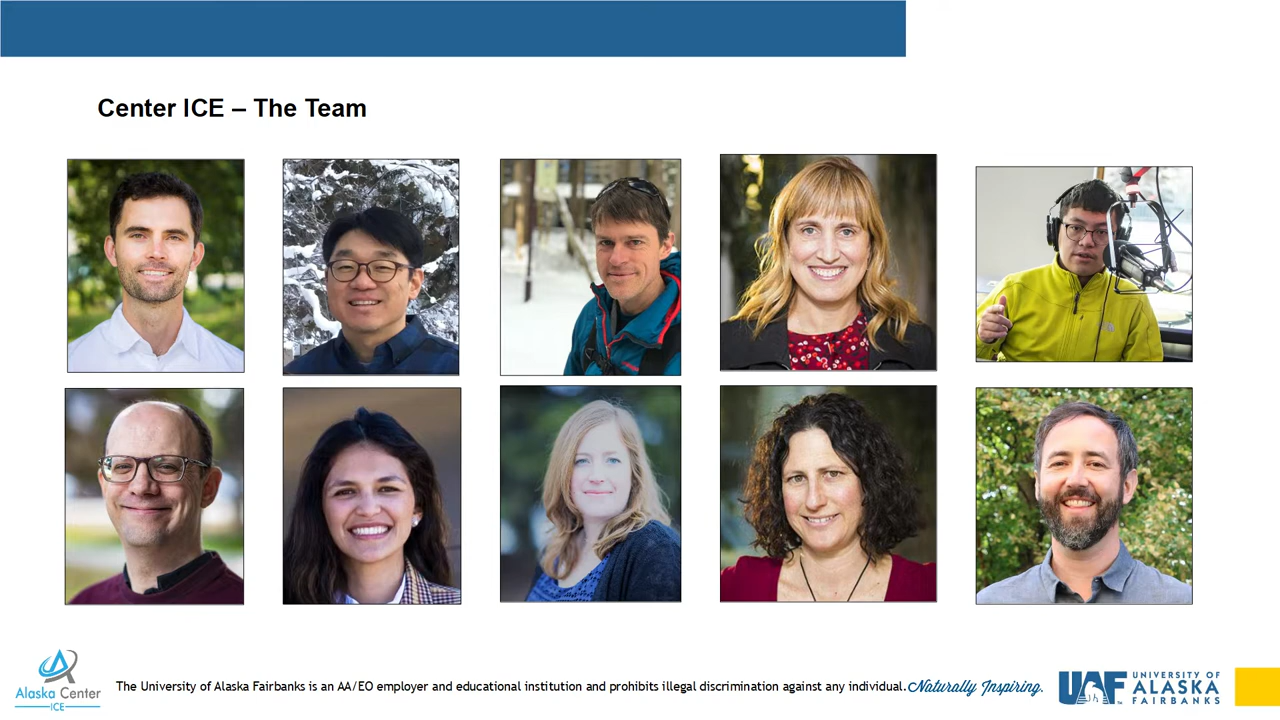 Center ICE – The Team
Alaska Center
ICE
The University of Alaska Fairbanks is an AA/EO employer and educational institution and prohibits illegal discrimination against any individual.
Naturally Inspiring.
UAF
UNIVERSITY OF
ALASKA
FAIRBANKS